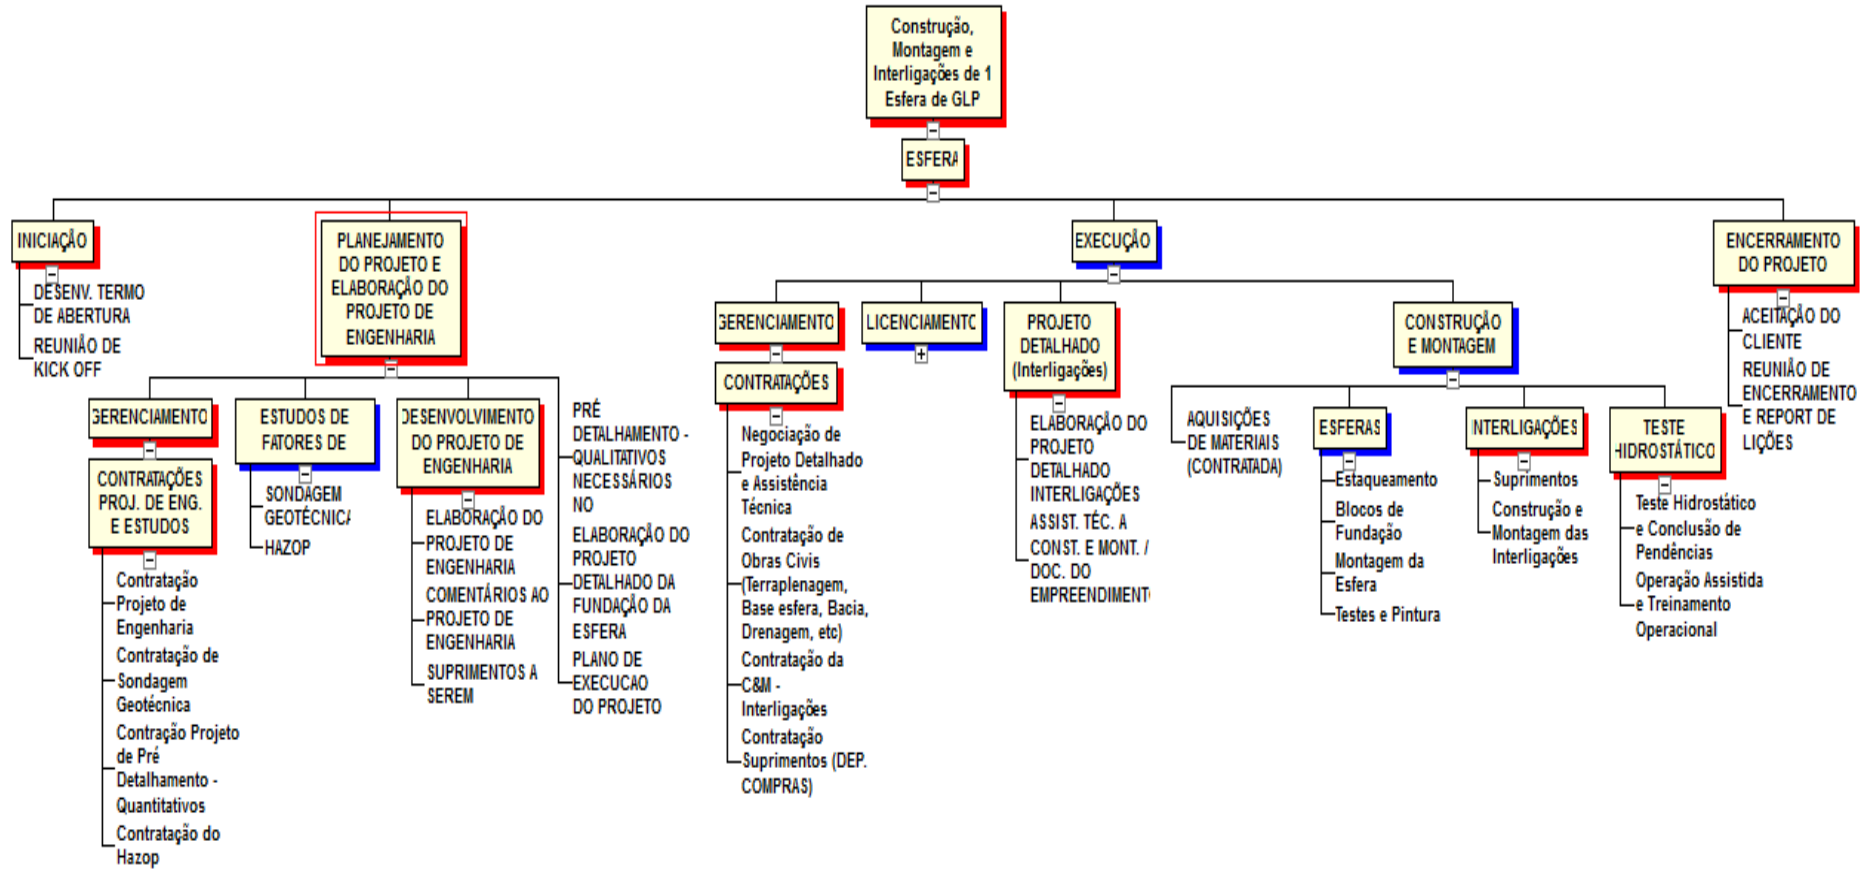 Construção,
Montagem e
Interligações de 1
Esfera de GLP
ESFERA
INICIAÇÃO
DESENV. TERMO
DE ABERTURA
REUNIÃO DE
KICK OFF
PLANEJAMENTO
DO PROJETO E
ELABORAÇÃO DO
PROJETO DE
ENGENHARIA
GERENCIAMENTO
CONTRATAÇÕES
PROJ. DE ENG.
E ESTUDOS
Contratação
Projeto de
Engenharia
Contratação de
Sondagem
Geotécnica
Contração Projeto
de Pré
Detalhamento -
Quantitativos
Contratação do
Hazop
ESTUDOS DE
FATORES DE
SONDAGEM
GEOTÉCNICA
HAZOP
DESENVOLVIMENTO
DO PROJETO DE
ENGENHARIA
ELABORAÇÃO DO
PROJETO DE
ENGENHARIA
COMENTÁRIOS AO
PROJETO DE
ENGENHARIA
SUPRIMENTOS A
SEREM
PRÉ
DETALHAMENTO -
QUALITATIVOS
NECESSÁRIOS
NO
ELABORAÇÃO DO
PROJETO
DETALHADO DA
FUNDAÇÃO DA
ESFERA
PLANO DE
EXECUCAO
DO PROJETO
EXECUÇÃO
GERENCIAMENTO
CONTRATAÇÕES
Negociação de
Projeto Detalhado
e Assistência
Técnica
Contratação de
Obras Civis
(Terraplenagem,
Base esfera, Bacia,
Drenagem, etc)
Contratação da
C&M -
Interligações
Contratação
Suprimentos (DEP.
COMPRAS)
LICENCIAMENTO
PROJETO
DETALHADO
(Interligações)
ELABORAÇÃO DO
PROJETO
DETALHADO
INTERLIGAÇÕES
ASSIST. TÉC. A
CONST. E MONT. /
DOC. DO
EMPREENDIMENTO
CONSTRUÇÃO
E MONTAGEM
AQUISIÇÕES
DE MATERIAIS
(CONTRATADA)
ESFERAS
Estaqueamento
Blocos de
Fundação
Montagem da
Esfera
Testes e Pintura
INTERLIGAÇÕES
Suprimentos
Construção e
Montagem das
Interligações
TESTE
HIDROSTÁTICO
Teste Hidrostático
e Conclusão de
Pendências
Operação Assistida
e Treinamento
Operacional
ENCERRAMENTO
DO PROJETO
ACEITAÇÃO DO
CLIENTE
REUNIÃO DE
ENCERRAMENTO
E REPORT DE
LIÇÕES